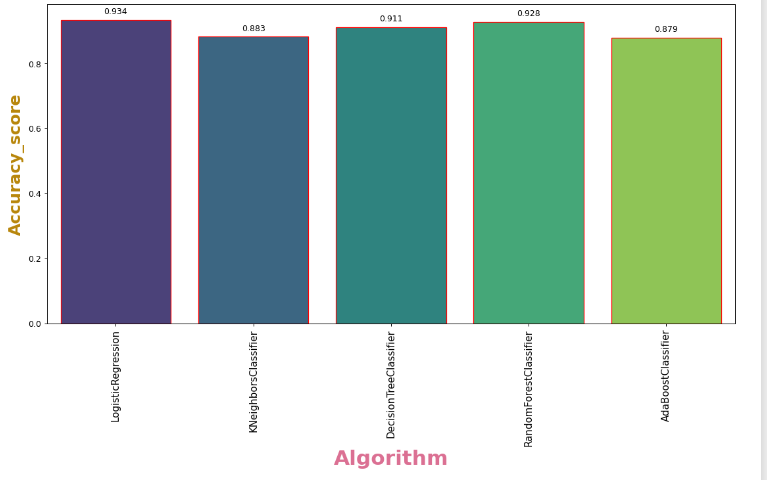 0.934
0.883
0.911
0.928
0.879
0.8
0.6
0.4
0.2
0.0
Accuracy_score
LogisticRegression
KNeighborsClassifier
DecisionTreeClassifier
RandomForestClassifier
AdaBoostClassifier
Algorithm